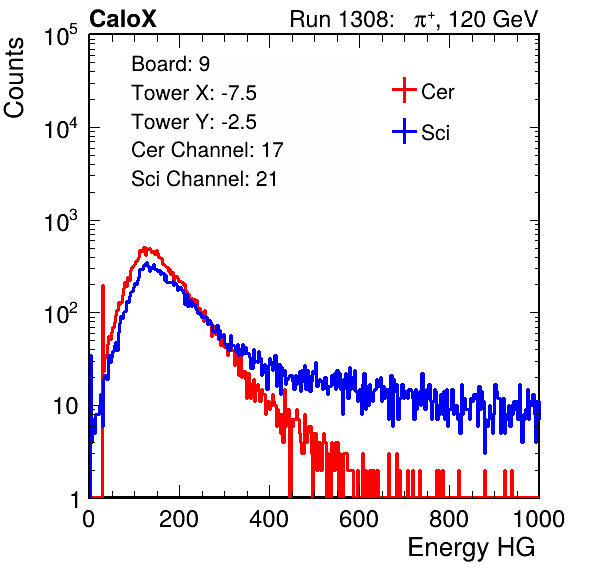 CaloX Run 1308: π⁺, 120 GeV
Counts
10⁵
10⁴
10³
10²
10
1
Board: 9
Tower X: -7.5
Tower Y: -2.5
Cer Channel: 17
Sci Channel: 21
Cer
Sci
0 200 400 600 800 1000
Energy HG